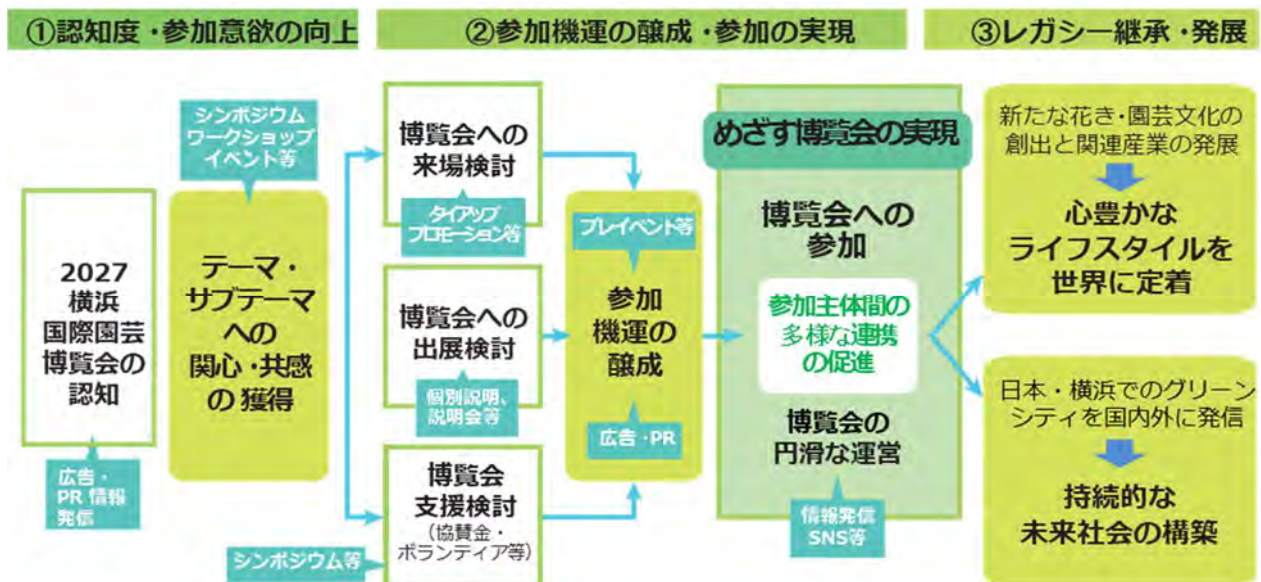 ①認知度・参加意欲の向上
②参加機運の醸成・参加の実現
③レガシー継承・発展
シンポジウム
ワークショップ
イベント等
2027
横浜
国際園芸
博覧会の
認知
広告・
PR 情報
発信
テーマ・
サブテーマ
への
関心・共感
の 獲得
博覧会への
来場検討
タイアップ
プロモーション等
博覧会への
出展検討
個別説明、
説明会等
博覧会
支援検討
(協賛金・
ボランティア等)
シンポジウム等
プレイベント等
参加
機運の
醸成
広告・PR
めざす博覧会の実現
博覧会への
参加
参加主体間の
多様な連携
の促進
博覧会の
円滑な運営
情報発信
SNS等
新たな花き・園芸文化の
創出と関連産業の発展
心豊かな
ライフスタイルを
世界に定着
日本・横浜でのグリーン
シティを国内外に発信
持続的な
未来社会の構築